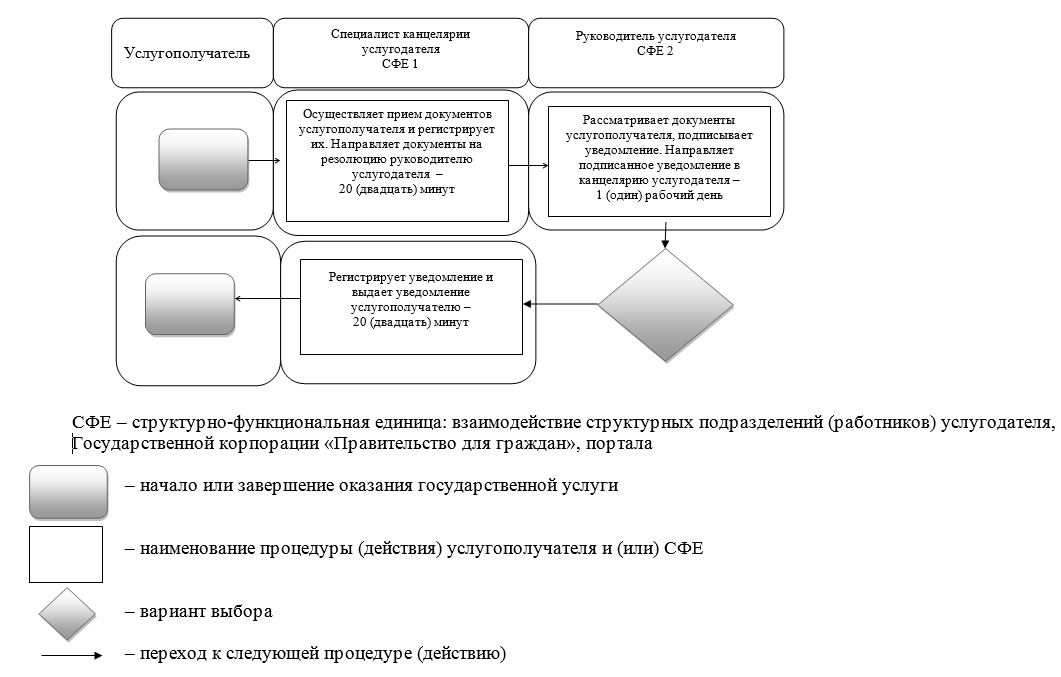 Услугополучатель
Специалист канцелярии
услугодателя
СФЕ 1
Руководитель услугодателя
СФЕ 2
Осуществляет прием документов
услугополучателя и регистрирует
их. Направляет документы на
резолюцию руководителю
услугодателя –
20 (двадцать) минут
Рассматривает документы
услугополучателя, подписывает
уведомление. Направляет
подписанное уведомление в
канцелярию услугодателя –
1 (один) рабочий день
Регистрирует уведомление и
выдает уведомление
услугополучателю –
20 (двадцать) минут
СФЕ – структурно-функциональная единица: взаимодействие структурных подразделений (работников) услугодателя,
Государственной корпорации «Правительство для граждан», портала
– начало или завершение оказания государственной услуги
– наименование процедуры (действия) услугополучателя и (или) СФЕ
– вариант выбора
– переход к следующей процедуре (действию)